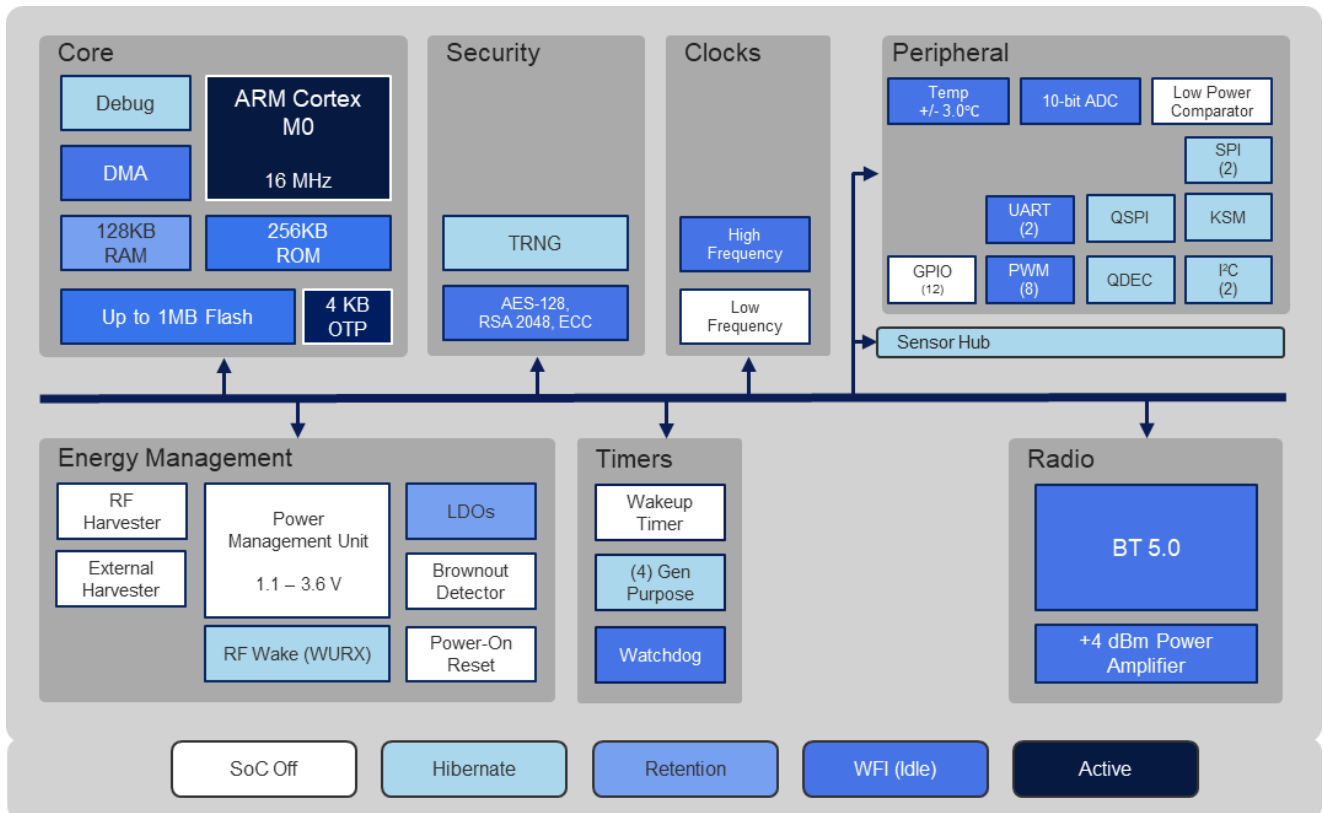 Core
Debug
ARM Cortex
M0
16 MHz
DMA
128KB
RAM
256KB
ROM
Up to 1MB Flash
4 KB
OTP
Security
TRNG
AES-128,
RSA 2048, ECC
Clocks
High
Frequency
Low
Frequency
Peripheral
Temp
+/- 3.0℃
10-bit ADC
Low Power
Comparator
SPI
(2)
UART
(2)
QSPI
KSM
GPIO
(12)
PWM
(8)
QDEC
I²C
(2)
Sensor Hub
Energy Management
RF
Harvester
External
Harvester
Power
Management Unit
1.1 – 3.6 V
RF Wake (WURX)
LDOs
Brownout
Detector
Power-On
Reset
Timers
Wakeup
Timer
(4) Gen
Purpose
Watchdog
Radio
BT 5.0
+4 dBm Power
Amplifier
SoC Off
Hibernate
Retention
WFI (Idle)
Active